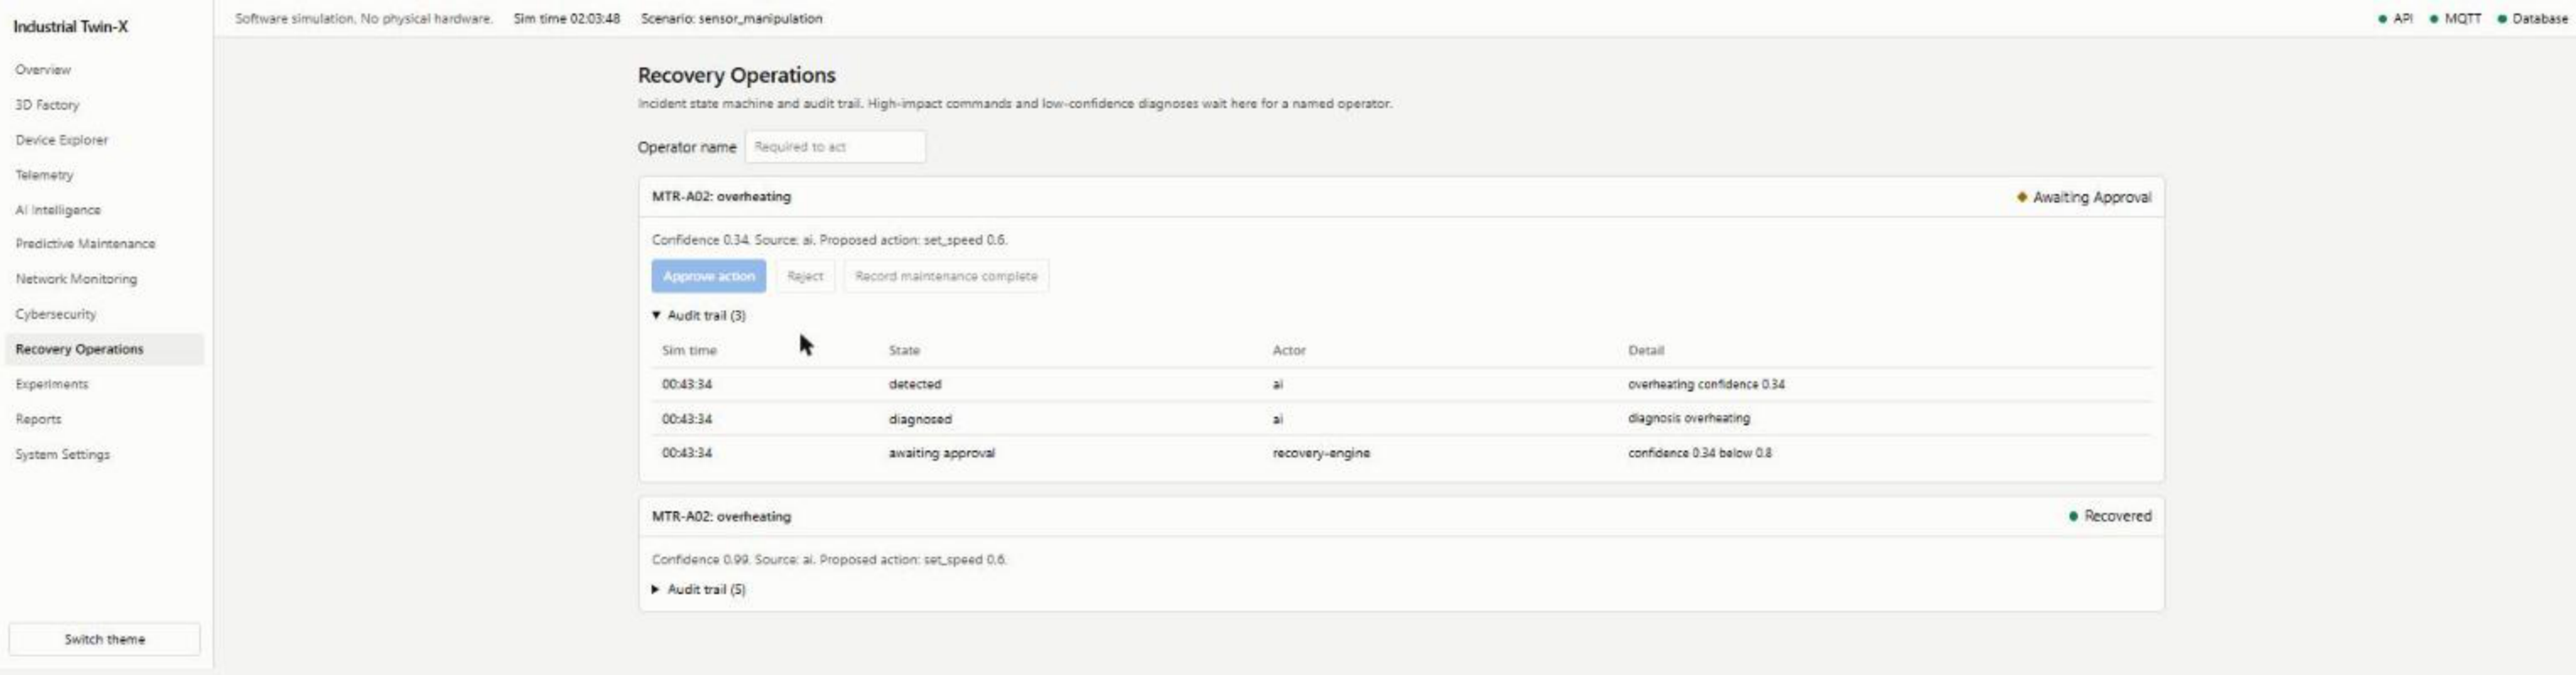 Industrial Twin-X
Overview
3D Factory
Device Explorer
Telemetry
AI Intelligence
Predictive Maintenance
Network Monitoring
Cybersecurity
Recovery Operations
Experiments
Reports
System Settings
Switch theme
Software simulation. No physical hardware. Sim time 02:03:48 Scenario: sensor_manipulation API MQTT Database
Recovery Operations
Incident state machine and audit trail. High-impact commands and low-confidence diagnoses wait here for a named operator.
Operator name Required to act
MTR-A02: overheating Awaiting Approval
Confidence 0.34. Source: ai. Proposed action: set_speed 0.6.
Approve action Reject Record maintenance complete
Audit trail (3)
Sim time State Actor Detail
00:43:34 detected ai overheating confidence 0.34
00:43:34 diagnosed ai diagnosis overheating
00:43:34 awaiting approval recovery-engine confidence 0.34 below 0.8
MTR-A02: overheating Recovered
Confidence 0.99. Source: ai. Proposed action: set_speed 0.6.
Audit trail (5)